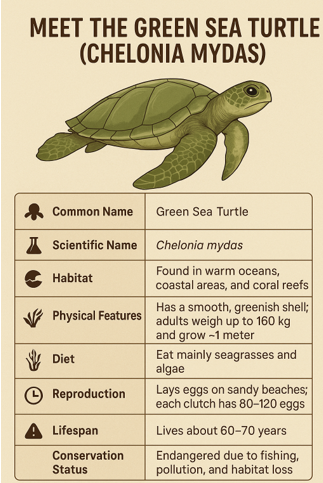 MEET THE GREEN SEA TURTLE
(CHELONIA MYDAS)
Common Name
Green Sea Turtle
Scientific Name
Chelonia mydas
Habitat
Found in warm oceans,
coastal areas, and coral reefs
Physical Features
Has a smooth, greenish shell;
adults weigh up to 160 kg
and grow ~1 meter
Diet
Eat mainly seagrasses and
algae
Reproduction
Lays eggs on sandy beaches;
each clutch has 80–120 eggs
Lifespan
Lives about 60–70 years
Conservation
Status
Endangered due to fishing,
pollution, and habitat loss